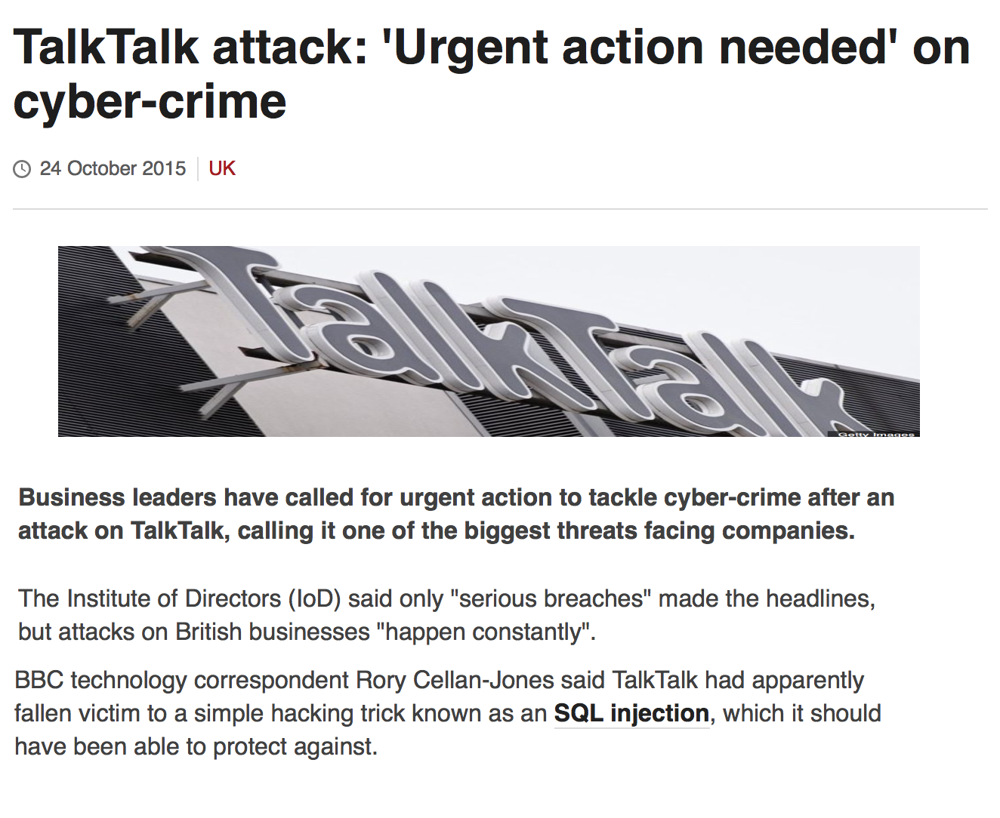 TalkTalk attack: 'Urgent action needed' on
cyber-crime
24 October 2015 UK
TalkTalk
Getty Images
Business leaders have called for urgent action to tackle cyber-crime after an
attack on TalkTalk, calling it one of the biggest threats facing companies.
The Institute of Directors (IoD) said only "serious breaches" made the headlines,
but attacks on British businesses "happen constantly".
BBC technology correspondent Rory Cellan-Jones said TalkTalk had apparently
fallen victim to a simple hacking trick known as an SQL injection, which it should
have been able to protect against.